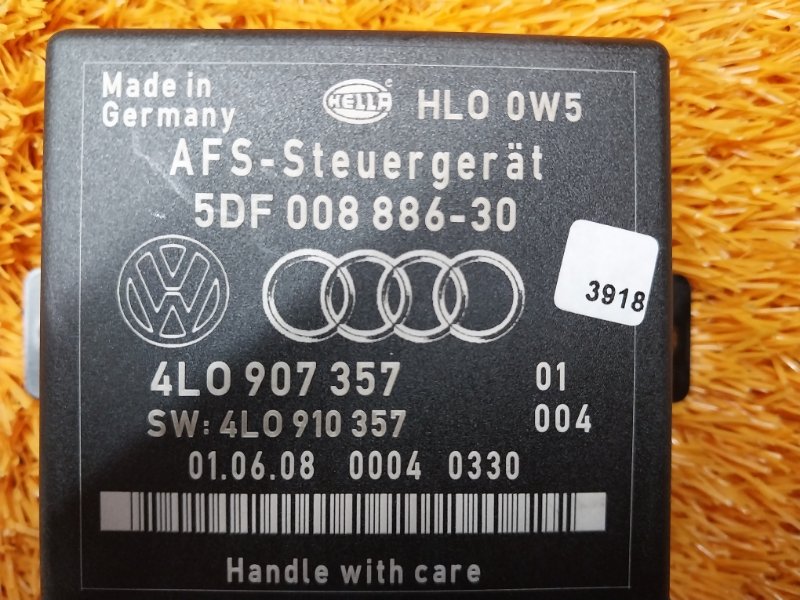 Made in
Germany
HELLA HL0 0W5
AFS-Steuergerät
5DF 008 886-30
3918
4L0 907 357 01
SW: 4L0 910 357 004
01.06.08 0004 0330
Handle with care